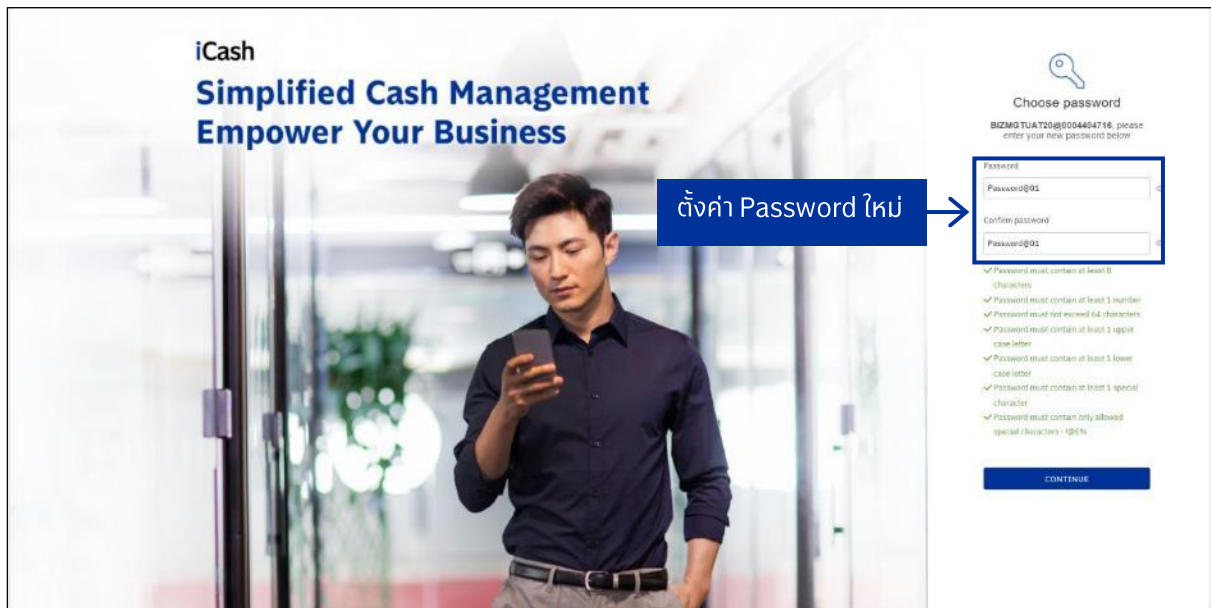 iCash
Simplified Cash Management
Empower Your Business
Choose password
BIZMGTUAT20@0004404716, please
enter your new password below
ตั้งค่า Password ใหม่
Password
Password@01
Confirm password
Password@01
Password must contain at least 8
characters
Password must contain at least 1 number
Password must not exceed 64 characters
Password must contain at least 1 upper
case letter
Password must contain at least 1 lower
case letter
Password must contain at least 1 special
character
Password must contain only allowed
special characters -
CONTINUE